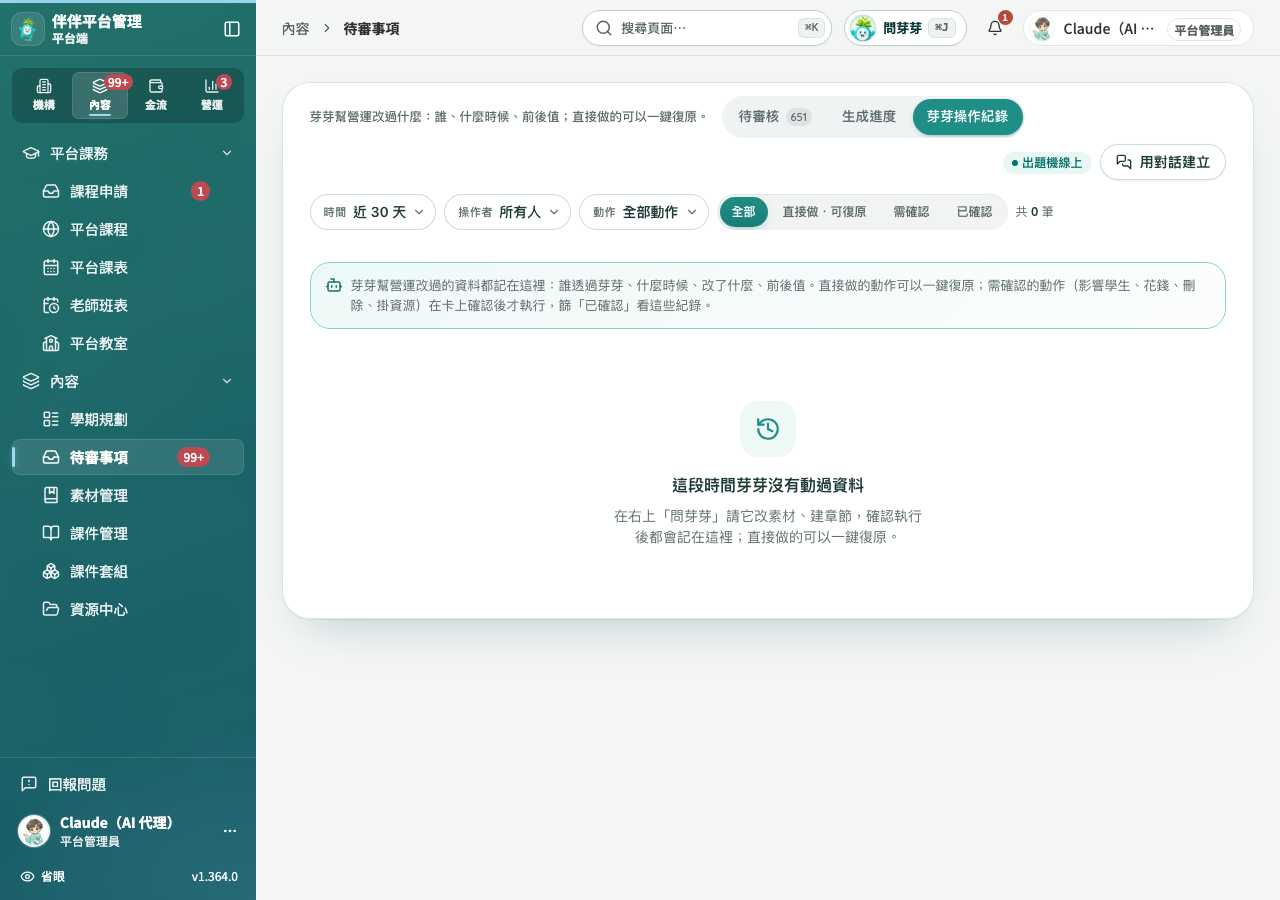 伴伴平台管理
平台端
機構
內容
99+
金流
營運
3
平台課務
課程申請
1
平台課程
平台課表
老師班表
平台教室
內容
學期規劃
待審事項
99+
素材管理
課件管理
課件套組
資源中心
回報問題
Claude（AI 代理）
平台管理員
省眼
v1.364.0
內容
待審事項
搜尋頁面…
⌘K
問芽芽
⌘J
1
Claude（AI …
平台管理員
芽芽幫營運改過什麼：誰、什麼時候、前後值；直接做的可以一鍵復原。
待審核
651
生成進度
芽芽操作紀錄
出題機線上
用對話建立
時間 近 30 天
操作者 所有人
動作 全部動作
全部
直接做 · 可復原
需確認
已確認
共 0 筆
芽芽幫營運改過的資料都記在這裡：誰透過芽芽、什麼時候、改了什麼、前後值。直接做的動作可以一鍵復原；需確認的動作（影響學生、花錢、刪
除、掛資源）在卡上確認後才執行，篩「已確認」看這些紀錄。
這段時間芽芽沒有動過資料
在右上「問芽芽」請它改素材、建章節，確認執行
後都會記在這裡；直接做的可以一鍵復原。